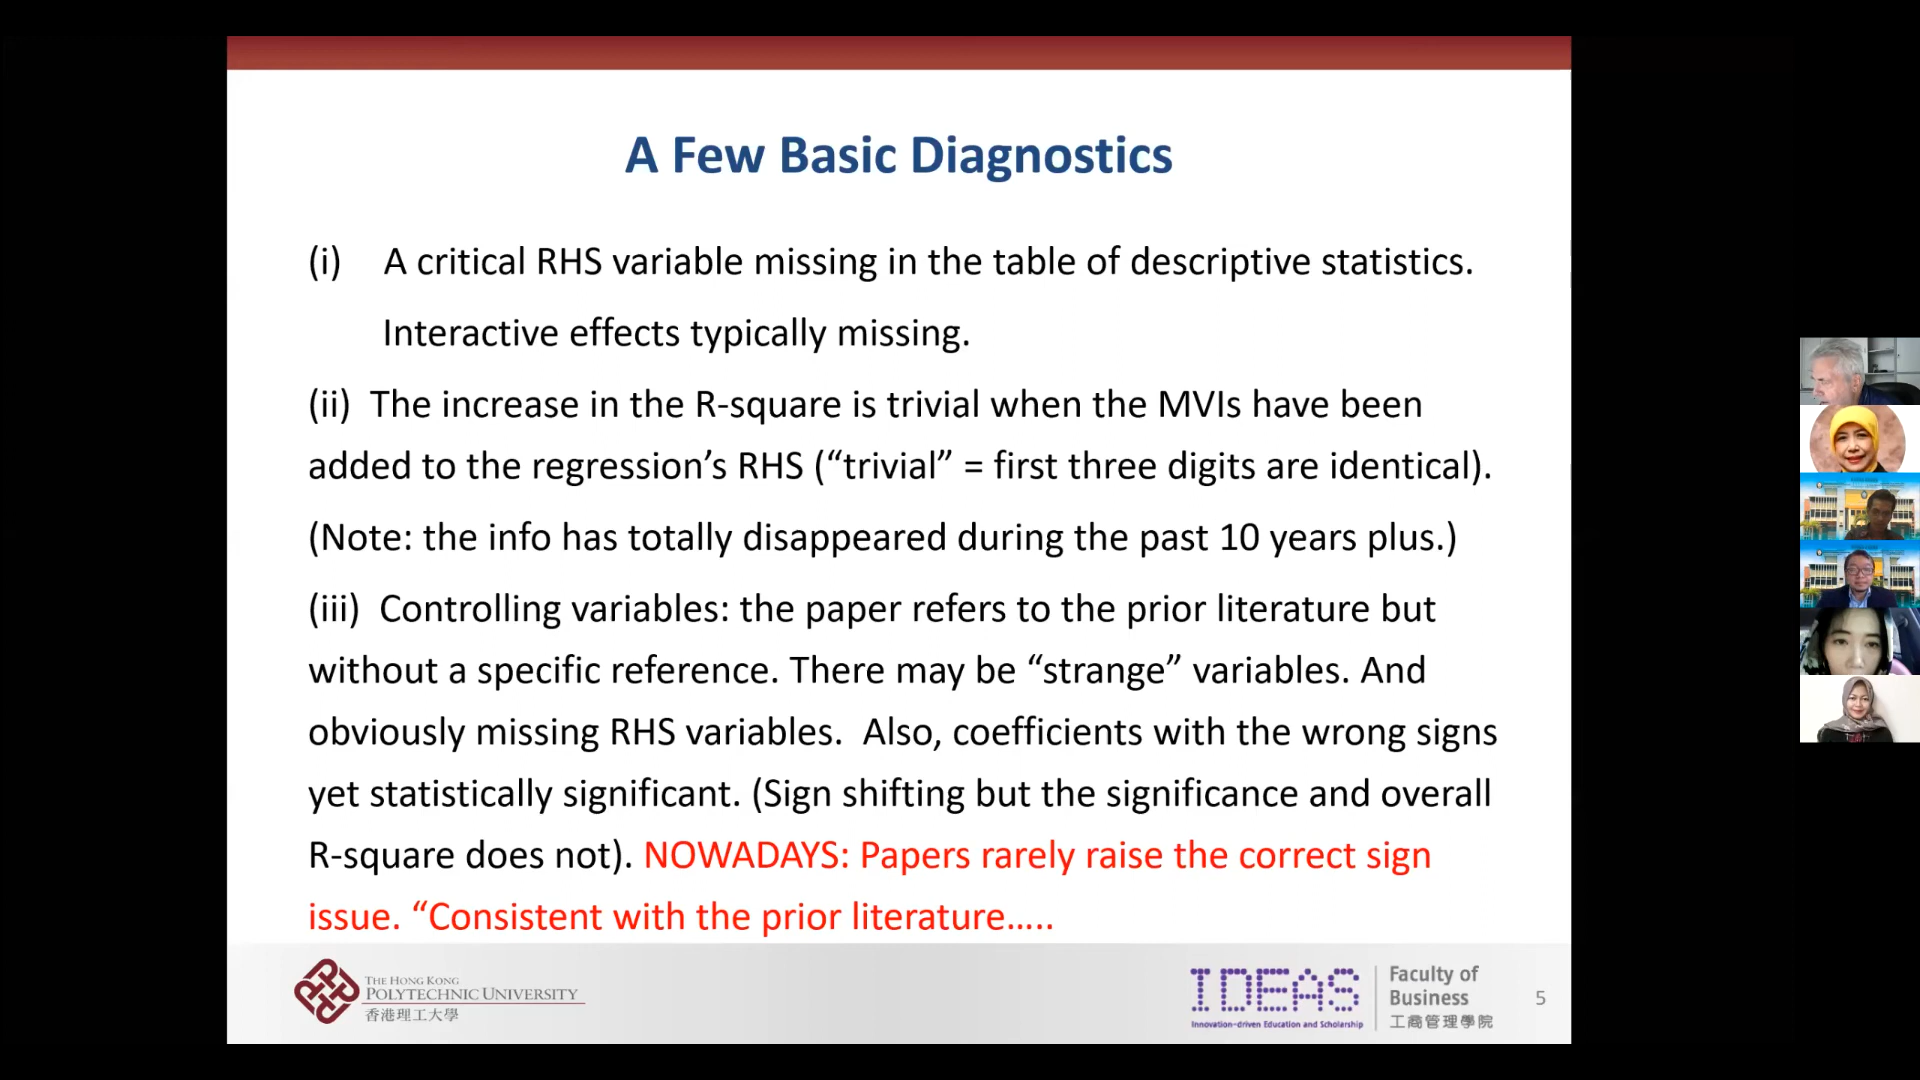 A Few Basic Diagnostics
(i) A critical RHS variable missing in the table of descriptive statistics.
Interactive effects typically missing.
(ii) The increase in the R-square is trivial when the MVIs have been
added to the regression’s RHS (“trivial” = first three digits are identical).
(Note: the info has totally disappeared during the past 10 years plus.)
(iii) Controlling variables: the paper refers to the prior literature but
without a specific reference. There may be “strange” variables. And
obviously missing RHS variables. Also, coefficients with the wrong signs
yet statistically significant. (Sign shifting but the significance and overall
R-square does not). NOWADAYS: Papers rarely raise the correct sign
issue. “Consistent with the prior literature…..
THE HONG KONG
POLYTECHNIC UNIVERSITY
香港理工大學
IDEAS
Innovation-driven Education and Scholarship
Faculty of
Business
工商管理學院
5